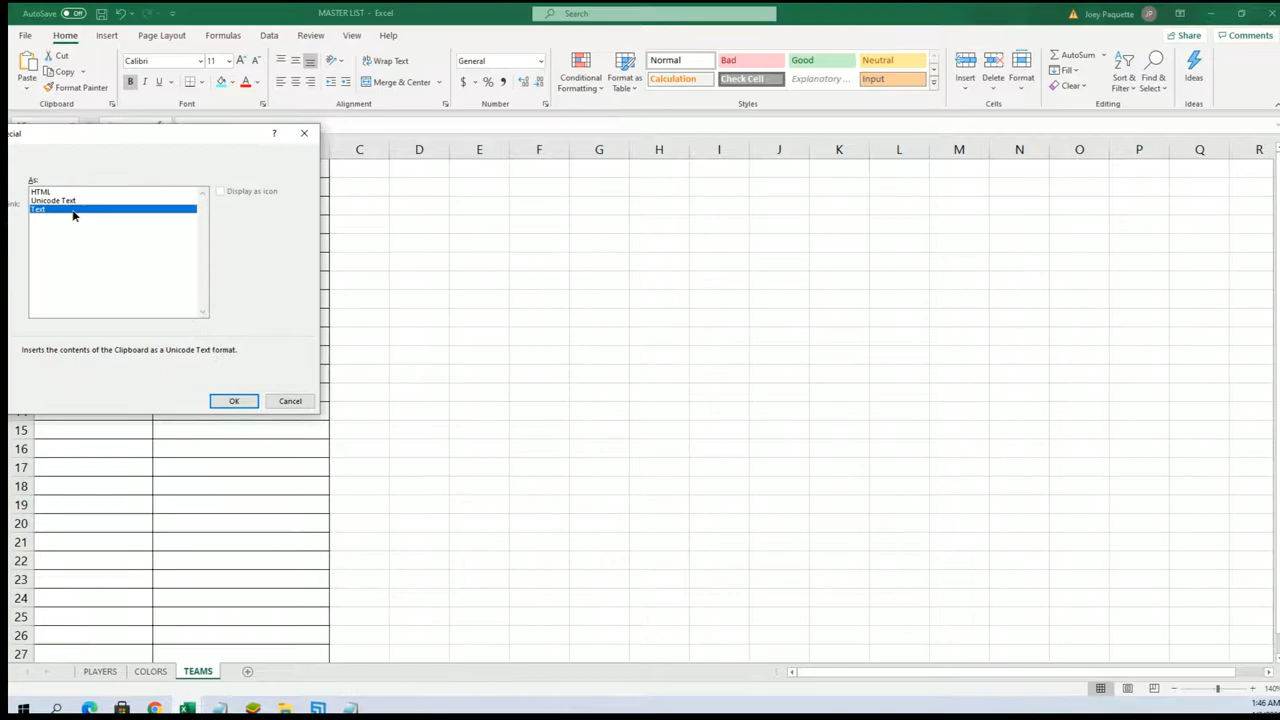 AutoSave Off MASTER LIST - Excel Search Joey Paquette JP
File Home Insert Page Layout Formulas Data Review View Help Share Comments
Cut Calibri 11 A A Wrap Text General Normal Bad Good Neutral AutoSum
Paste Copy Conditional Format as Insert Delete Format Fill Sort & Find & Ideas
Format Painter B I U A Merge & Center $ % , Formatting Table Calculation Check Cell Explanatory ... Input Clear Filter Select
Clipboard Font Alignment Number Styles Cells Editing Ideas
ecial ?
C D E F G H I J K L M N O P Q R
As:
HTML Display as icon
Unicode Text
ink:
Text
Inserts the contents of the Clipboard as a Unicode Text format.
OK Cancel
15
16
17
18
19
20
21
22
23
24
25
26
27
PLAYERS COLORS TEAMS
140%
1:46 AM